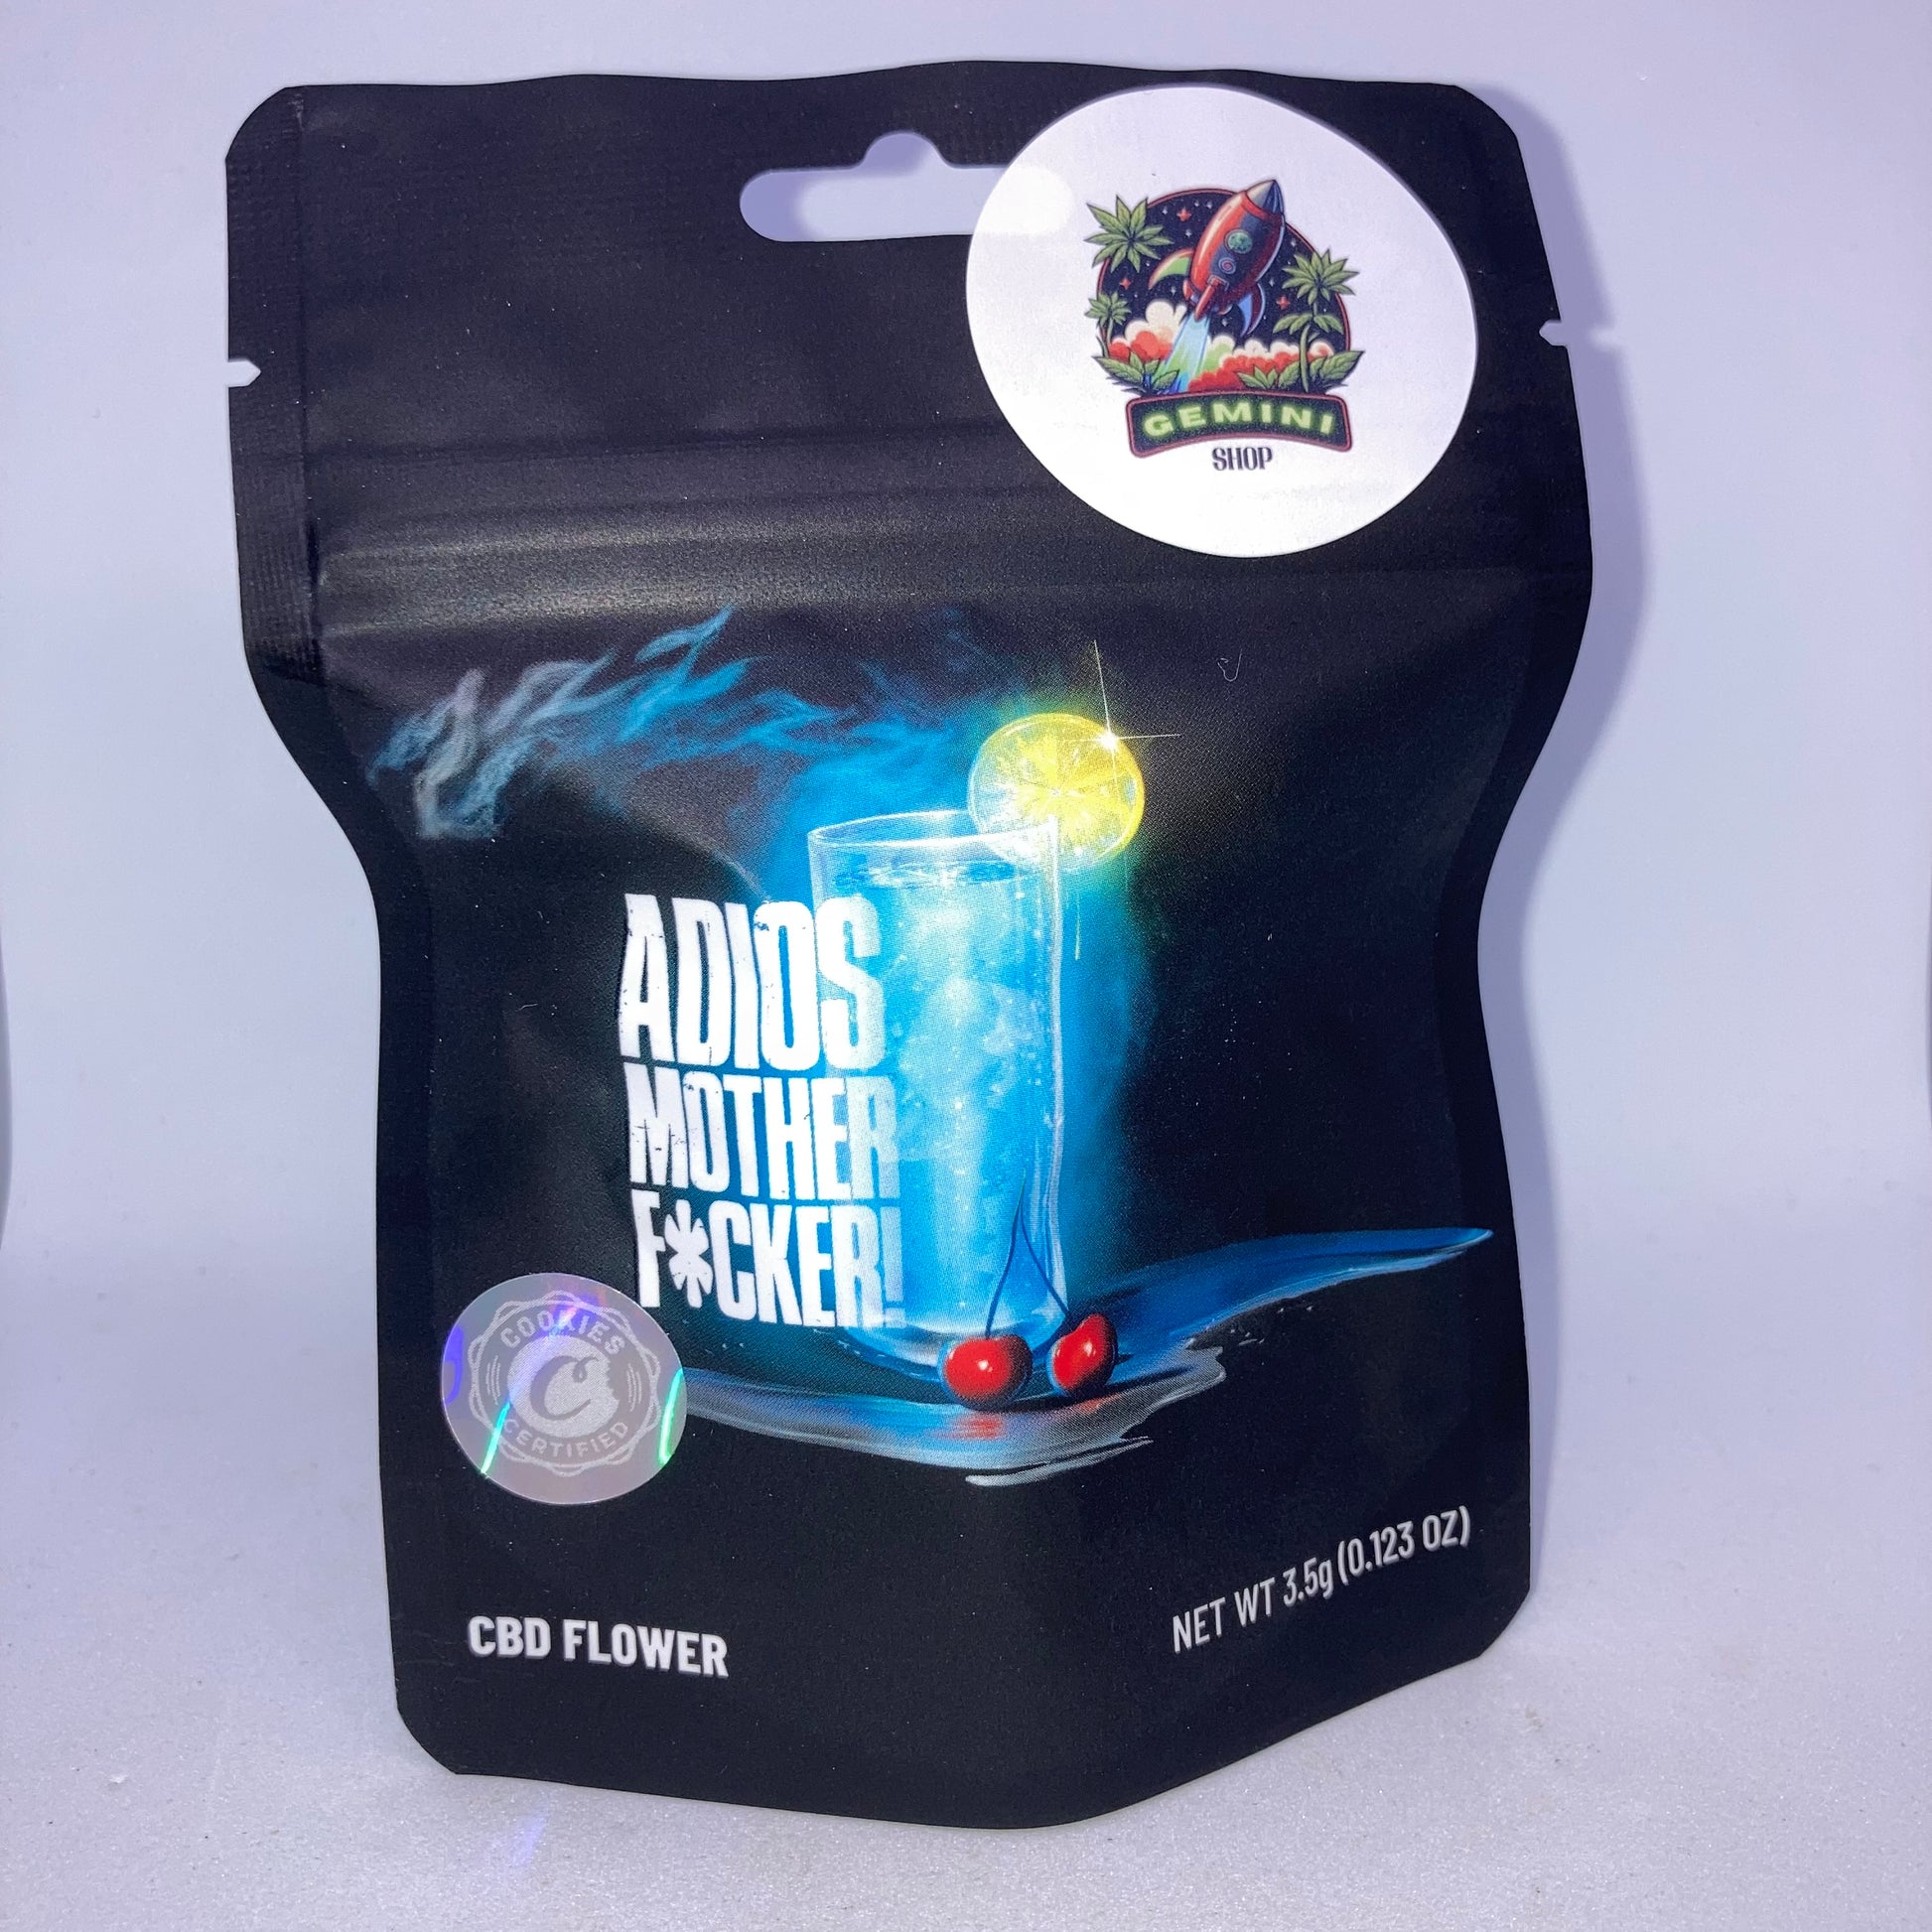 GEMINI
SHOP
ADIOS
MOTHER
F*CKER!
COOKIES
C
CERTIFIED
CBD FLOWER
NET WT 3.5g (0.123 OZ)